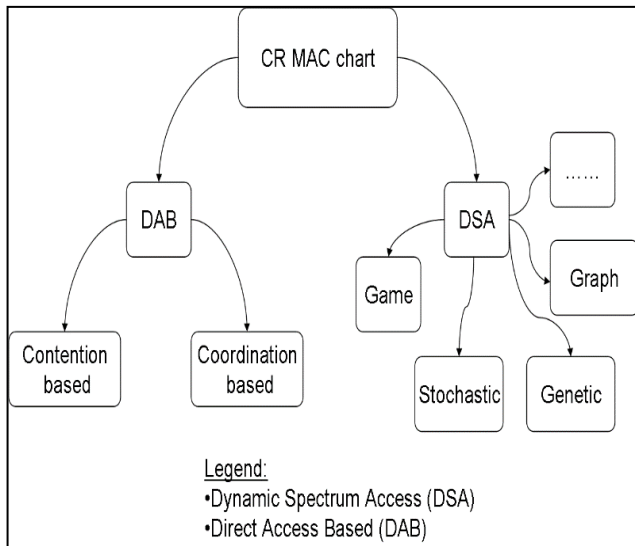 CR MAC chart
DAB
DSA
......
Game
Graph
Contention
based
Coordination
based
Stochastic
Genetic
Legend:
•Dynamic Spectrum Access (DSA)
•Direct Access Based (DAB)